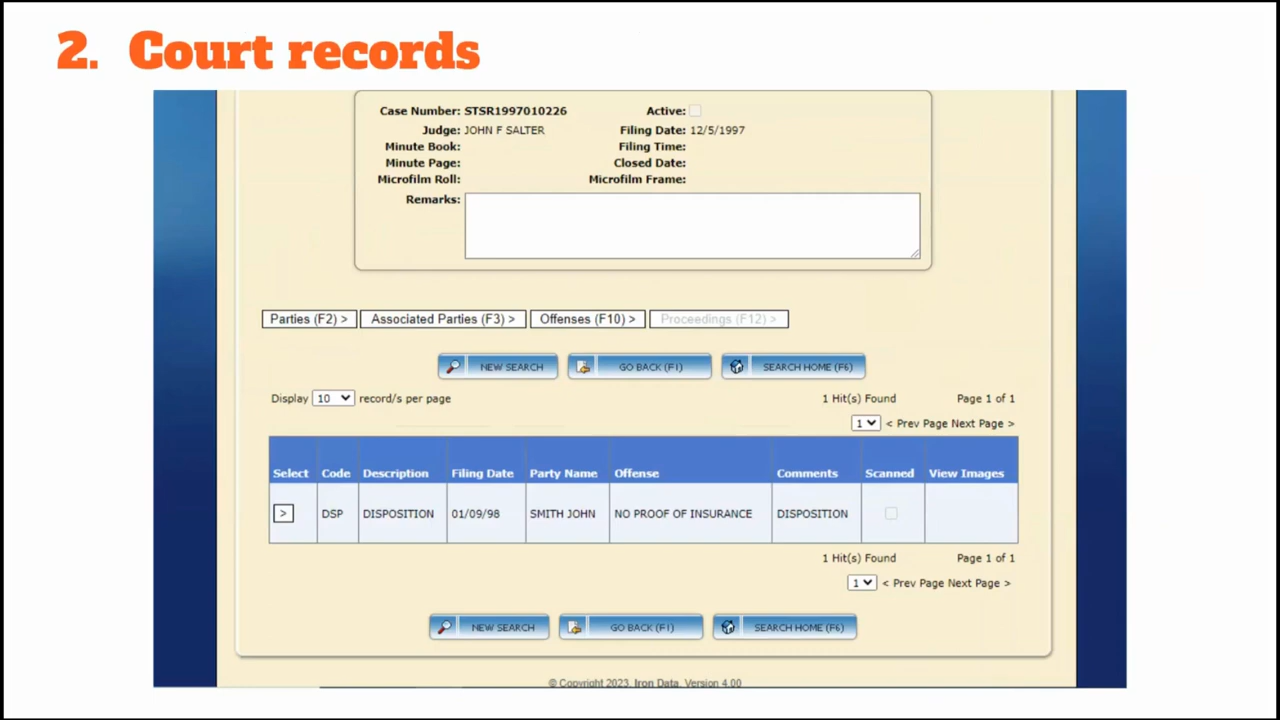 2. Court records
Case Number: STSR1997010226 Active:
Judge: JOHN F SALTER Filing Date: 12/5/1997
Minute Book: Filing Time:
Minute Page: Closed Date:
Microfilm Roll: Microfilm Frame:
Remarks:
Parties (F2) > Associated Parties (F3) > Offenses (F10) > Proceedings (F12) >
NEW SEARCH GO BACK (F1) SEARCH HOME (F6)
Display 10 record/s per page 1 Hit(s) Found Page 1 of 1
1 < Prev Page Next Page >
Select Code Description Filing Date Party Name Offense Comments Scanned View Images
> DSP DISPOSITION 01/09/98 SMITH JOHN NO PROOF OF INSURANCE DISPOSITION
1 Hit(s) Found Page 1 of 1
1 < Prev Page Next Page >
NEW SEARCH GO BACK (F1) SEARCH HOME (F6)
© Copyright 2023, Iron Data. Version 4.00